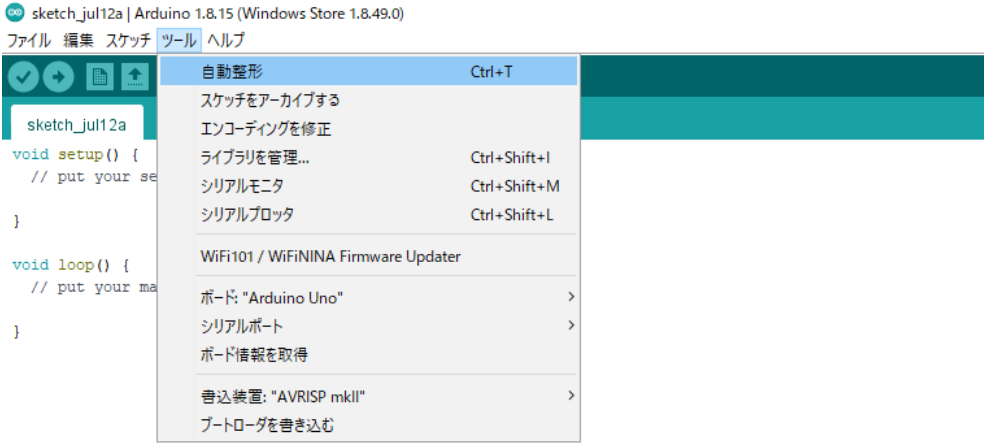 sketch_jul12a | Arduino 1.8.15 (Windows Store 1.8.49.0)
ファイル 編集 スケッチ ツール ヘルプ
自動整形 Ctrl+T
スケッチをアーカイブする
エンコーディングを修正
ライブラリを管理... Ctrl+Shift+I
シリアルモニタ Ctrl+Shift+M
シリアルプロッタ Ctrl+Shift+L
WiFi101 / WiFiNINA Firmware Updater
ボード: "Arduino Uno"
シリアルポート
ボード情報を取得
書込装置: "AVRISP mkII"
ブートローダを書き込む
sketch_jul12a
void setup() {
// put your se
}
void loop() {
// put your ma
}